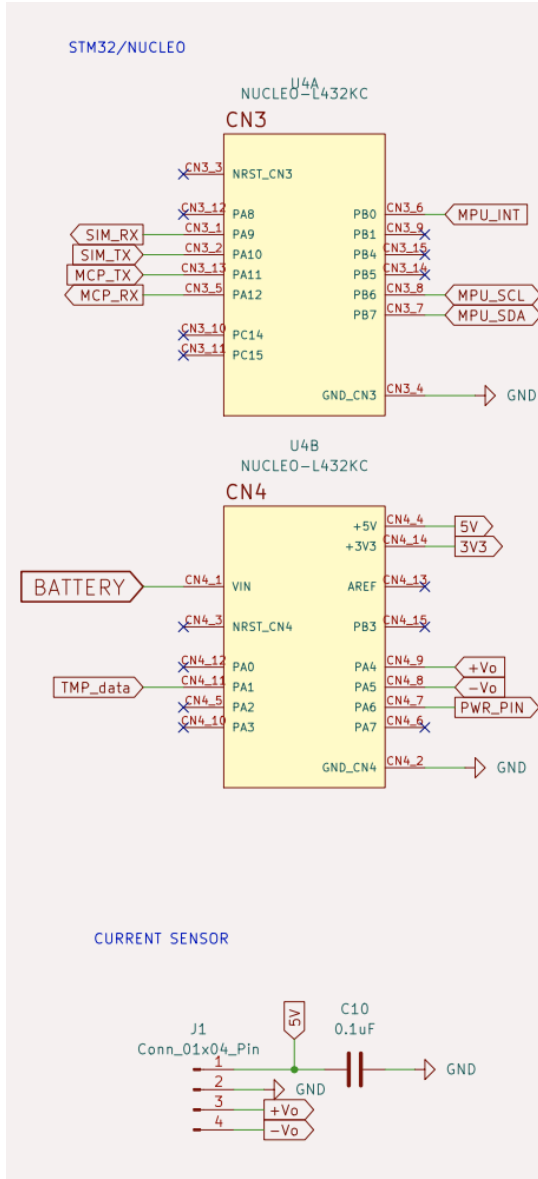 STM32/NUCLEO
U4A
NUCLEO-L432KC
CN3
CN3_3 NRST_CN3
CN3_12 PA8 PB0 CN3_6 MPU_INT
SIM_RX CN3_1 PA9 PB1 CN3_9
SIM_TX CN3_2 PA10 PB4 CN3_15
MCP_TX CN3_13 PA11 PB5 CN3_14
MCP_RX CN3_5 PA12 PB6 CN3_8 MPU_SCL
PB7 CN3_7 MPU_SDA
CN3_10 PC14
CN3_11 PC15
GND_CN3 CN3_4 GND
U4B
NUCLEO-L432KC
CN4
+5V CN4_4 5V
+3V3 CN4_14 3V3
BATTERY CN4_1 VIN AREF CN4_13
CN4_3 NRST_CN4 PB3 CN4_15
CN4_12 PA0 PA4 CN4_9 +Vo
TMP_data CN4_11 PA1 PA5 CN4_8 -Vo
CN4_5 PA2 PA6 CN4_7 PWR_PIN
CN4_10 PA3 PA7 CN4_6
GND_CN4 CN4_2 GND
CURRENT SENSOR
5V
C10
0.1uF
J1
Conn_01x04_Pin
1 GND
2 GND
3 +Vo
4 -Vo